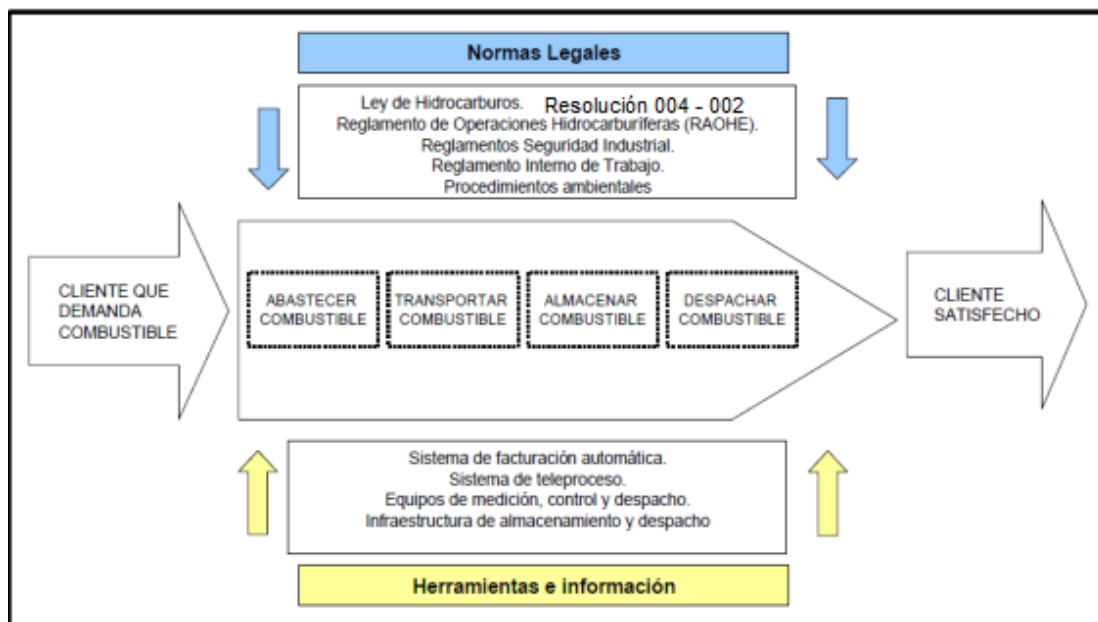 Normas Legales
Ley de Hidrocarburos. Resolución 004 - 002
Reglamento de Operaciones Hidrocarburíferas (RAOHE).
Reglamentos Seguridad Industrial.
Reglamento Interno de Trabajo.
Procedimientos ambientales
CLIENTE QUE
DEMANDA
COMBUSTIBLE
ABASTECER
COMBUSTIBLE
TRANSPORTAR
COMBUSTIBLE
ALMACENAR
COMBUSTIBLE
DESPACHAR
COMBUSTIBLE
CLIENTE
SATISFECHO
Sistema de facturación automática.
Sistema de teleproceso.
Equipos de medición, control y despacho.
Infraestructura de almacenamiento y despacho
Herramientas e información